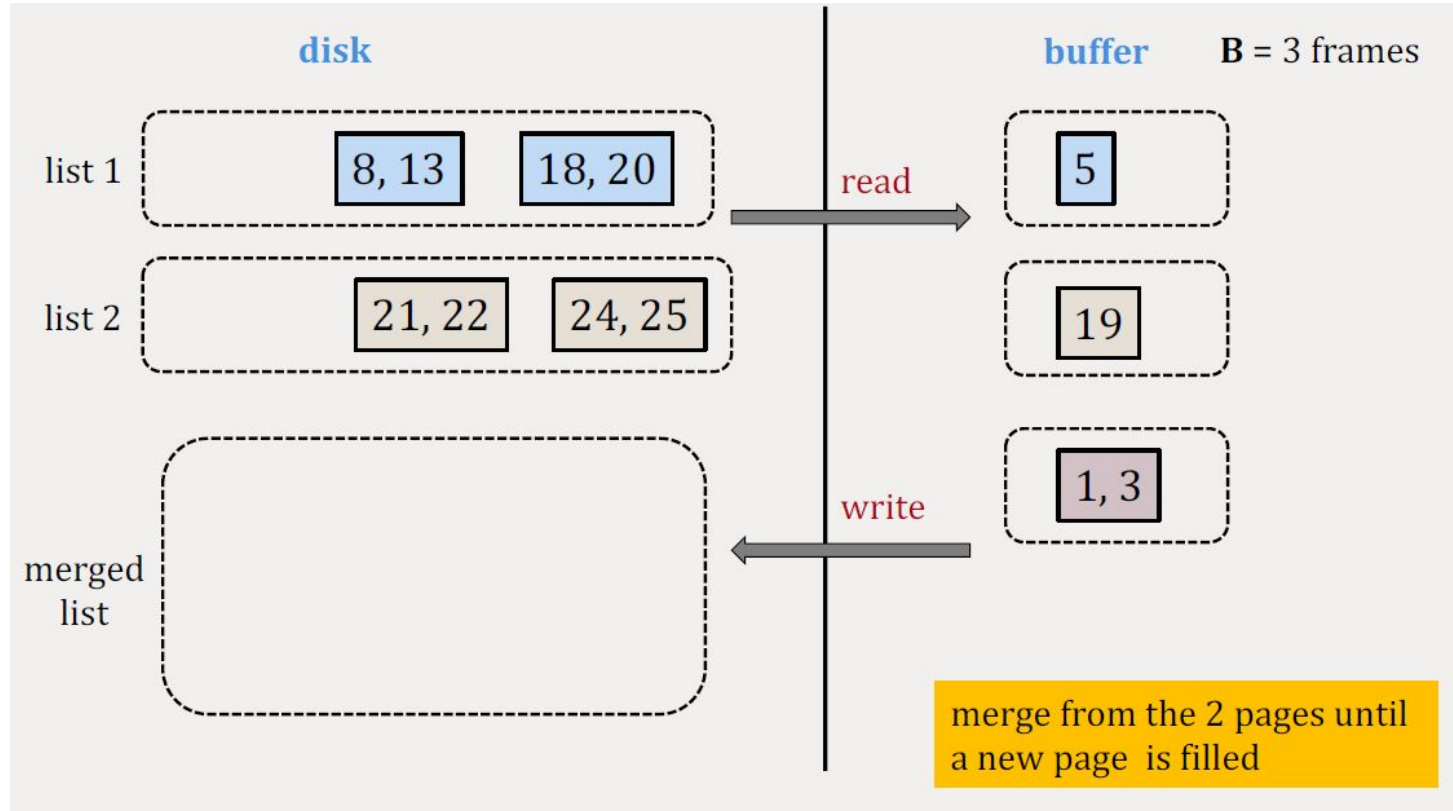 disk
buffer B = 3 frames
list 1
8, 13
18, 20
read
5
list 2
21, 22
24, 25
19
merged
list
write
1, 3
merge from the 2 pages until
a new page is filled